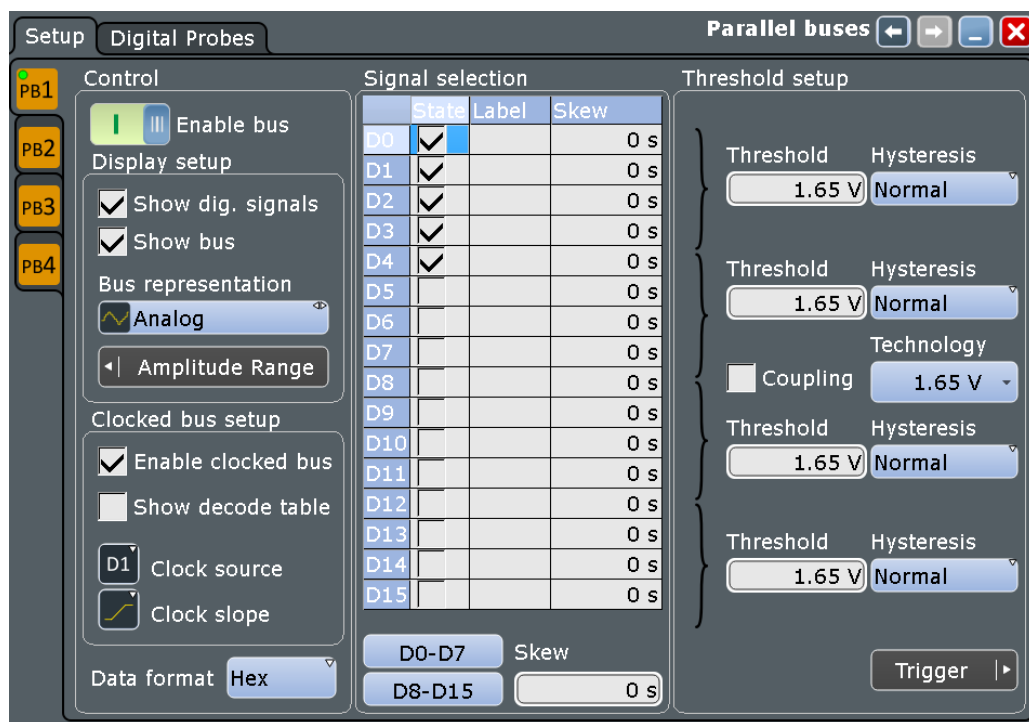 Setup Digital Probes Parallel buses
PB1
PB2
PB3
PB4
Control
Enable bus
Display setup
Show dig. signals
Show bus
Bus representation
Analog
Amplitude Range
Clocked bus setup
Enable clocked bus
Show decode table
D1 Clock source
Clock slope
Data format Hex
Signal selection
State Label Skew
D0 0 s
D1 0 s
D2 0 s
D3 0 s
D4 0 s
D5 0 s
D6 0 s
D7 0 s
D8 0 s
D9 0 s
D10 0 s
D11 0 s
D12 0 s
D13 0 s
D14 0 s
D15 0 s
D0-D7 Skew
D8-D15 0 s
Threshold setup
Threshold Hysteresis
1.65 V Normal
Threshold Hysteresis
1.65 V Normal
Technology
Coupling 1.65 V
Threshold Hysteresis
1.65 V Normal
Threshold Hysteresis
1.65 V Normal
Trigger